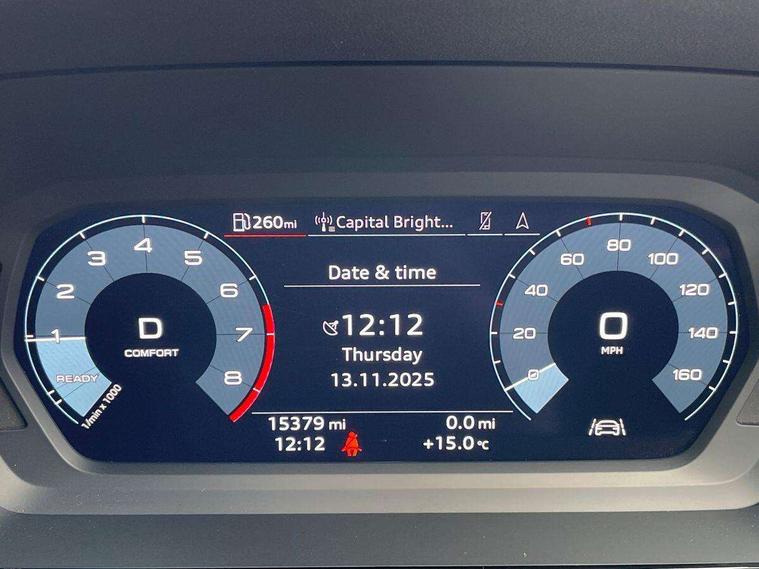 260mi
Capital Bright...
Date & time
12:12
Thursday
13.11.2025
15379 mi
0.0 mi
12:12
+15.0 °C
D
COMFORT
READY
1
2
3
4
5
6
7
8
1/min x 1000
0
MPH
0
20
40
60
80
100
120
140
160